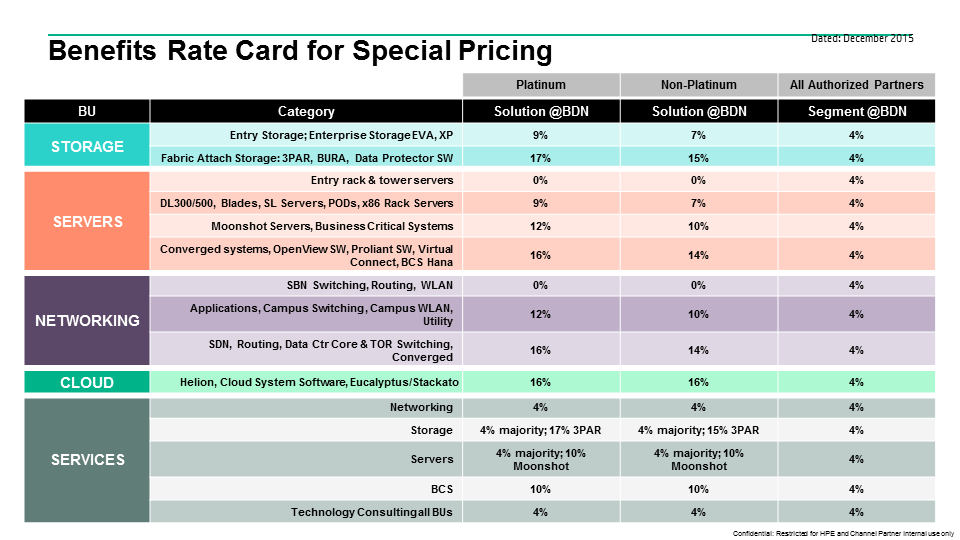 Dated: December 2015
Benefits Rate Card for Special Pricing
Platinum Non-Platinum All Authorized Partners
BU Category Solution @BDN Solution @BDN Segment @BDN
STORAGE
Entry Storage; Enterprise Storage EVA, XP 9% 7% 4%
Fabric Attach Storage: 3PAR, BURA, Data Protector SW 17% 15% 4%
SERVERS
Entry rack & tower servers 0% 0% 4%
DL300/500, Blades, SL Servers, PODs, x86 Rack Servers 9% 7% 4%
Moonshot Servers, Business Critical Systems 12% 10% 4%
Converged systems, OpenView SW, Proliant SW, Virtual
Connect, BCS Hana 16% 14% 4%
NETWORKING
SBN Switching, Routing, WLAN 0% 0% 4%
Applications, Campus Switching, Campus WLAN,
Utility 12% 10% 4%
SDN, Routing, Data Ctr Core & TOR Switching,
Converged 16% 14% 4%
CLOUD Helion, Cloud System Software, Eucalyptus/Stackato 16% 16% 4%
SERVICES
Networking 4% 4% 4%
Storage 4% majority; 17% 3PAR 4% majority; 15% 3PAR 4%
Servers 4% majority; 10% 4% majority; 10% 4%
Moonshot Moonshot
BCS 10% 10% 4%
Technology Consulting all BUs 4% 4% 4%
Confidential: Restricted for HPE and Channel Partner Internal use only